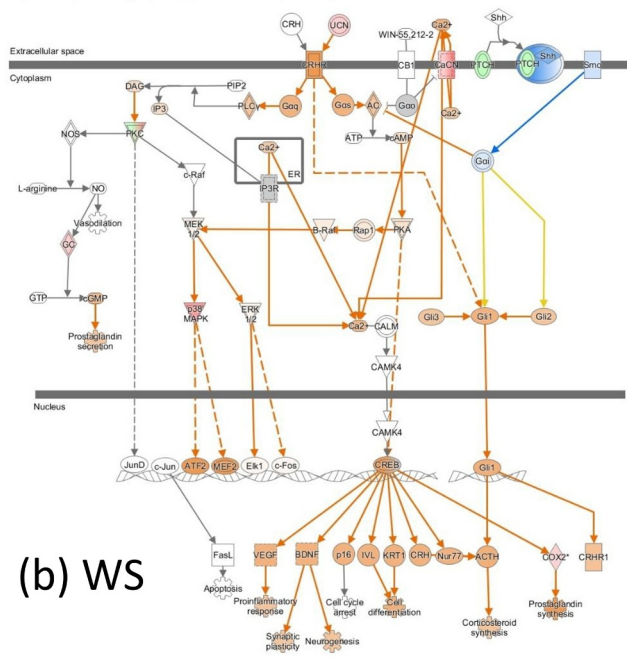 CRH
UCN
WIN-55,212-2
Ca2+
Shh
Extracellular space
CRHR
CB1
CaCN
PTCH
PTCH
Shh
Smo
Cytoplasm
DAG
PIP2
IP3
PLCγ
Gαq
Gαs
AC
Gαo
Ca2+
NOS
PKC
ATP
cAMP
Ca2+
ER
Gαi
c-Raf
IP3R
L-arginine
NO
Vasodilation
MEK
1/2
B-Raf
Rap1
PKA
GC
GTP
cGMP
p38
MAPK
ERK
1/2
Ca2+
CALM
Gli3
Gli1
Gli2
Prostaglandin
secretion
CAMK4
Nucleus
CAMK4
JunD
c-Jun
ATF2
MEF2
Elk1
c-Fos
CREB
Gli1
FasL
VEGF
BDNF
p16
IVL
KRT1
CRH
Nur77
ACTH
COX2*
CRHR1
(b) WS
Apoptosis
Proinflammatory
response
Cell cycle
arrest
Cell
differentiation
Prostaglandin
synthesis
Synaptic
plasticity
Neurogenesis
Corticosteroid
synthesis